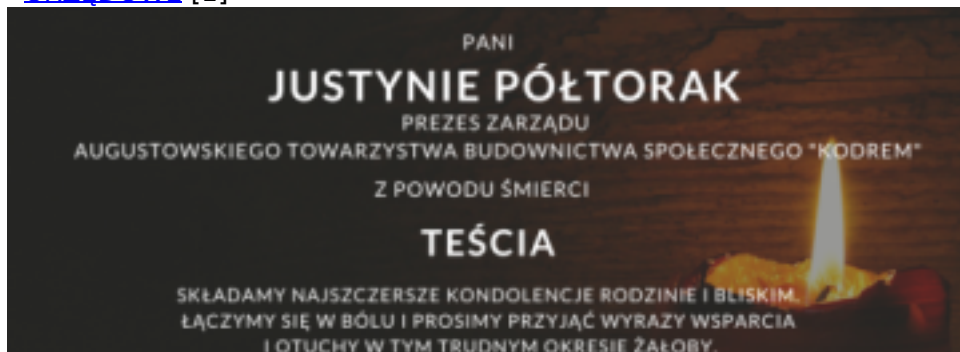 PANI
JUSTYNIE PÓŁTORAK
PREZES ZARZĄDU
AUGUSTOWSKIEGO TOWARZYSTWA BUDOWNICTWA SPOŁECZNEGO "KODREM"
Z POWODU ŚMIERCI
TEŚCIA
SKŁADAMY NAJSZCZERSZE KONDOLENCJE RODZINIE I BLISKIM.
ŁĄCZYMY SIĘ W BÓLU I PROSIMY PRZYJĄĆ WYRAZY WSPARCIA
I OTUCHY W TYM TRUDNYM OKRESIE ŻAŁOBY.